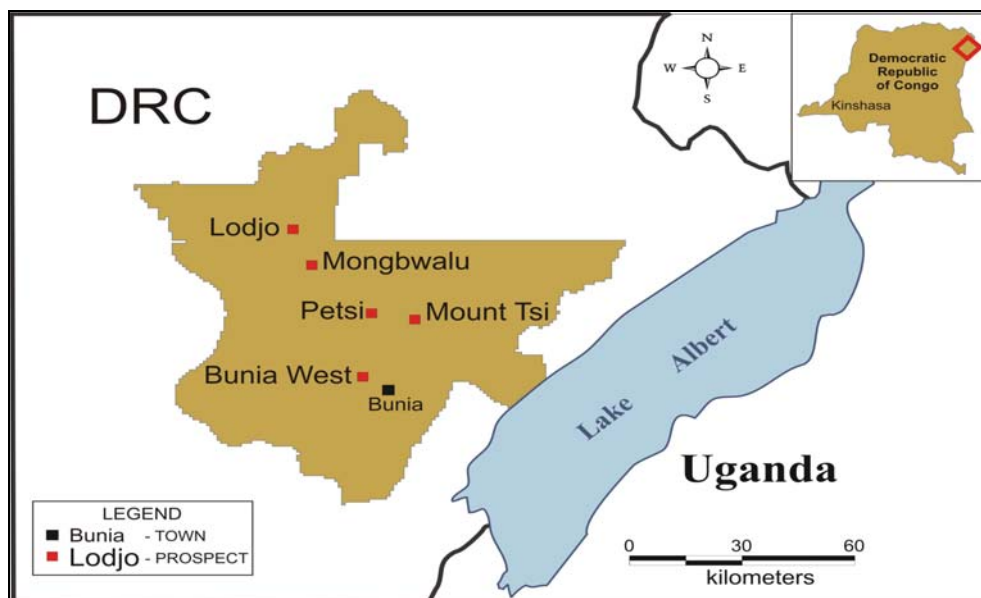 DRC
N
W E
S
Democratic
Republic
of Congo
Kinshasa
Lodjo
Mongbwalu
Petsi
Mount Tsi
Bunia West
Bunia
Lake Albert
Uganda
LEGEND
Bunia - TOWN
Lodjo - PROSPECT
0 30 60
kilometers